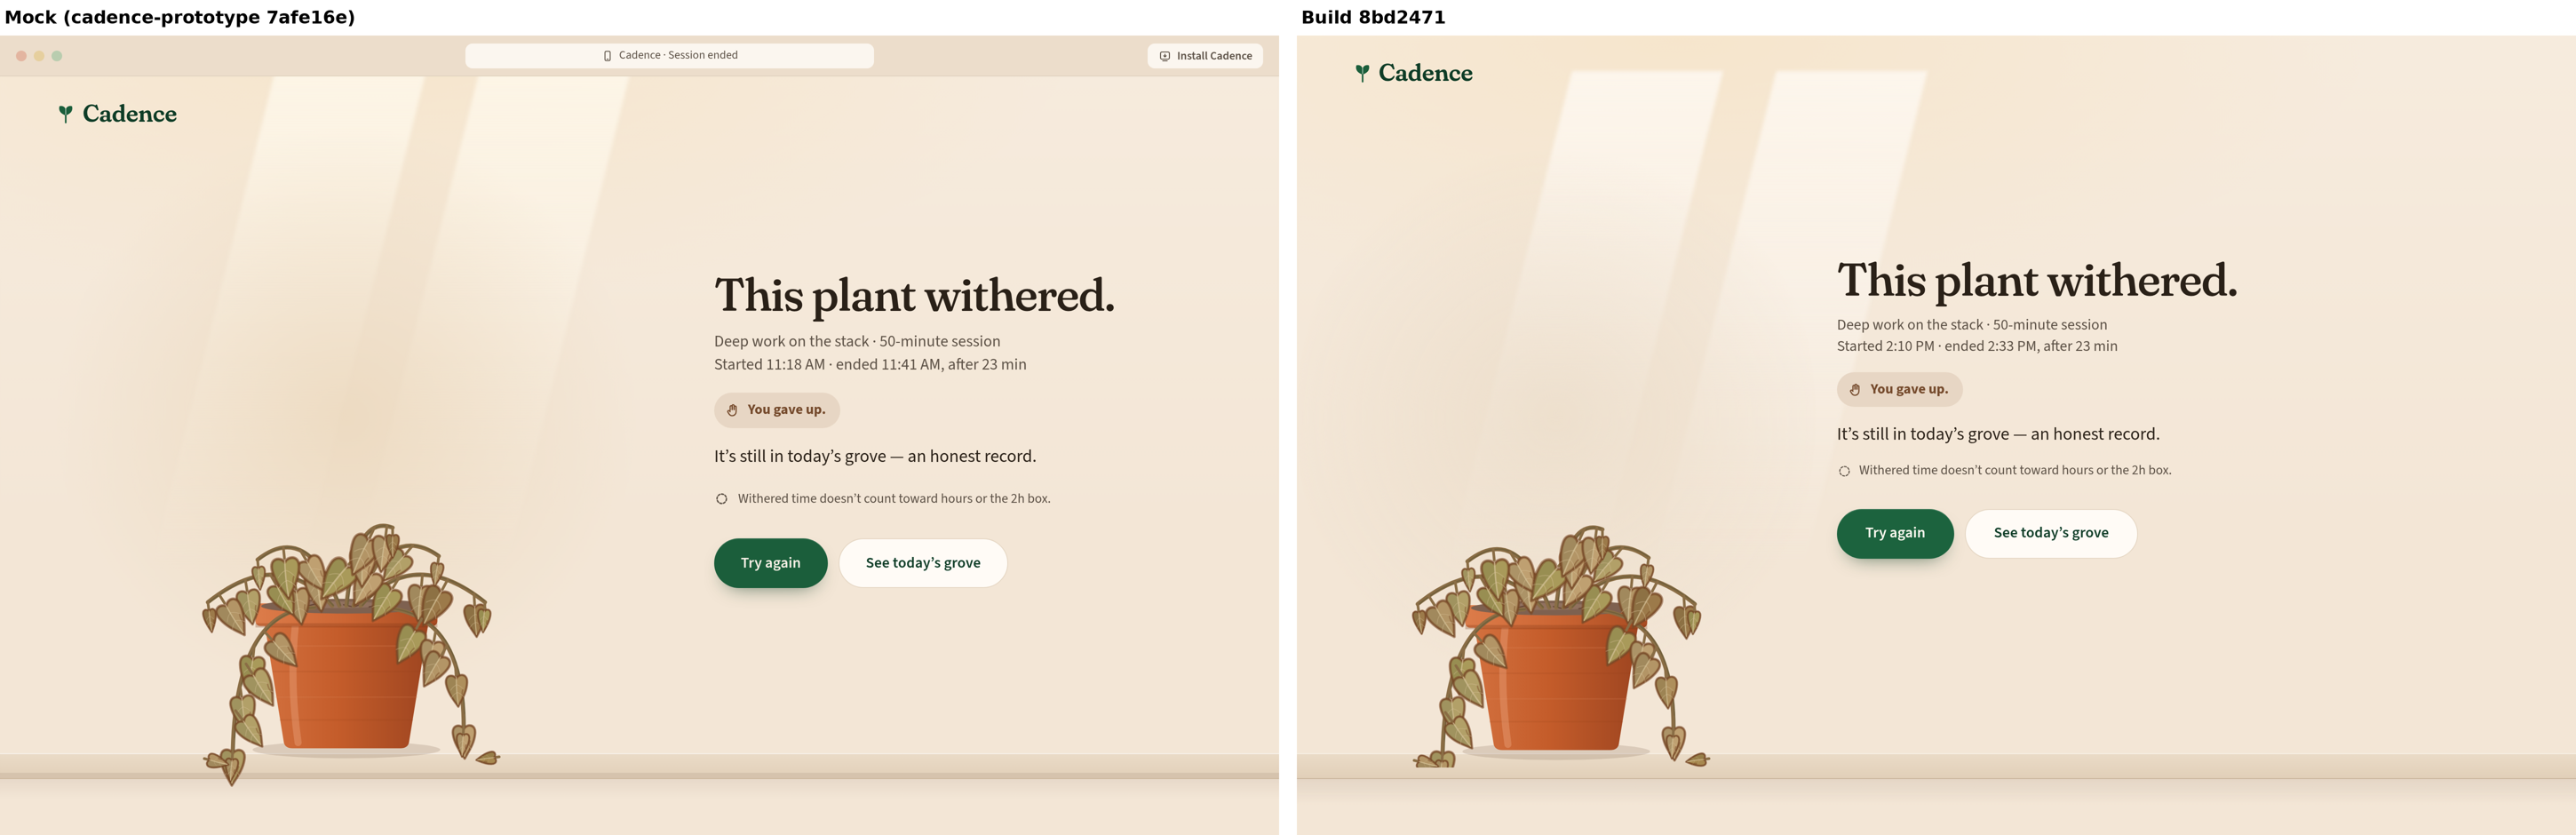 Mock (cadence-prototype 7afe16e)
Cadence · Session ended
Install Cadence
Cadence
This plant withered.
Deep work on the stack · 50-minute session
Started 11:18 AM · ended 11:41 AM, after 23 min
You gave up.
It’s still in today’s grove — an honest record.
Withered time doesn’t count toward hours or the 2h box.
Try again
See today’s grove
Build 8bd2471
Cadence
This plant withered.
Deep work on the stack · 50-minute session
Started 2:10 PM · ended 2:33 PM, after 23 min
You gave up.
It’s still in today’s grove — an honest record.
Withered time doesn’t count toward hours or the 2h box.
Try again
See today’s grove